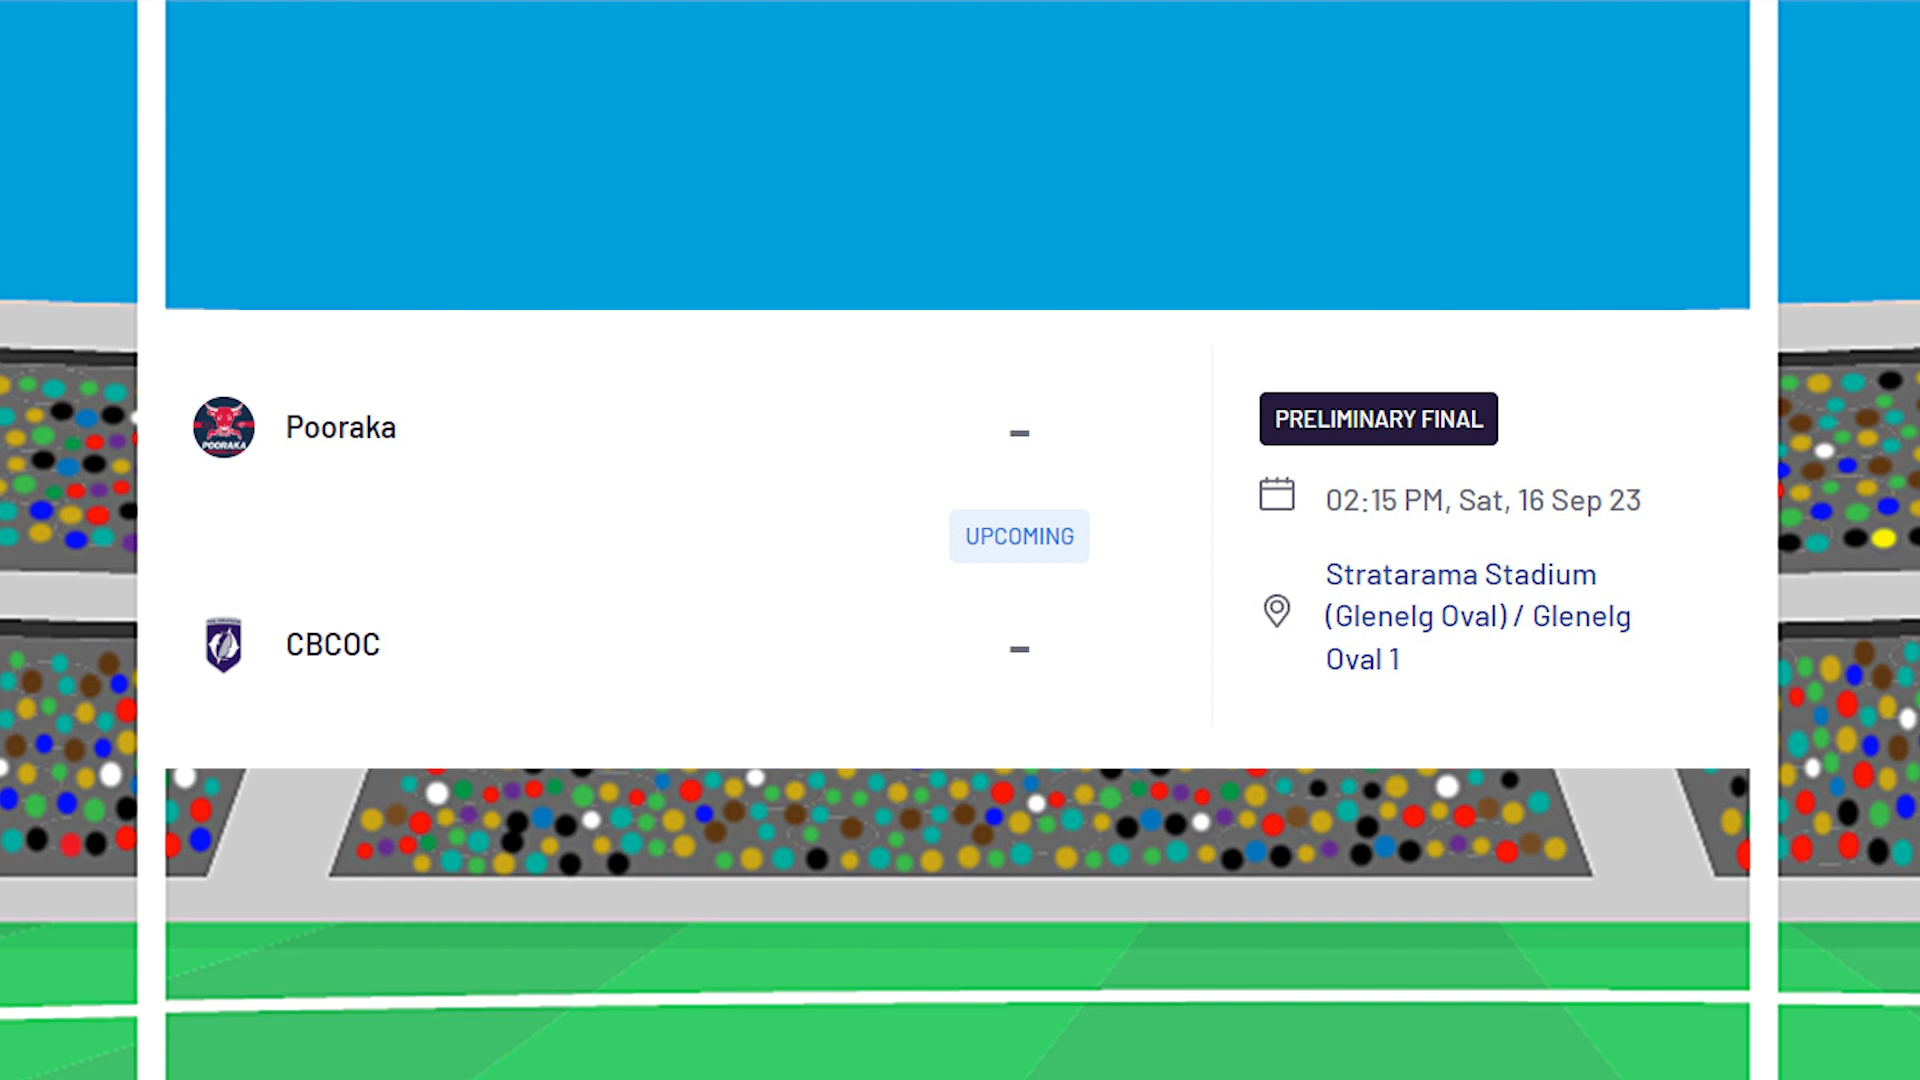 POORAKA
Pooraka
-
UPCOMING
CBCOC
-
PRELIMINARY FINAL
02:15 PM, Sat, 16 Sep 23
Stratarama Stadium
(Glenelg Oval) / Glenelg
Oval 1